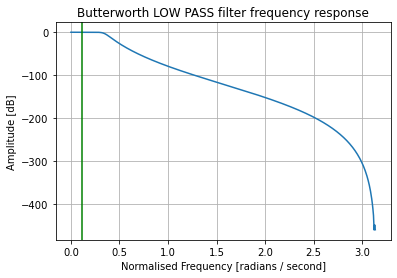 Butterworth LOW PASS filter frequency response
Amplitude [dB]
0
−100
−200
−300
−400
0.0 0.5 1.0 1.5 2.0 2.5 3.0
Normalised Frequency [radians / second]